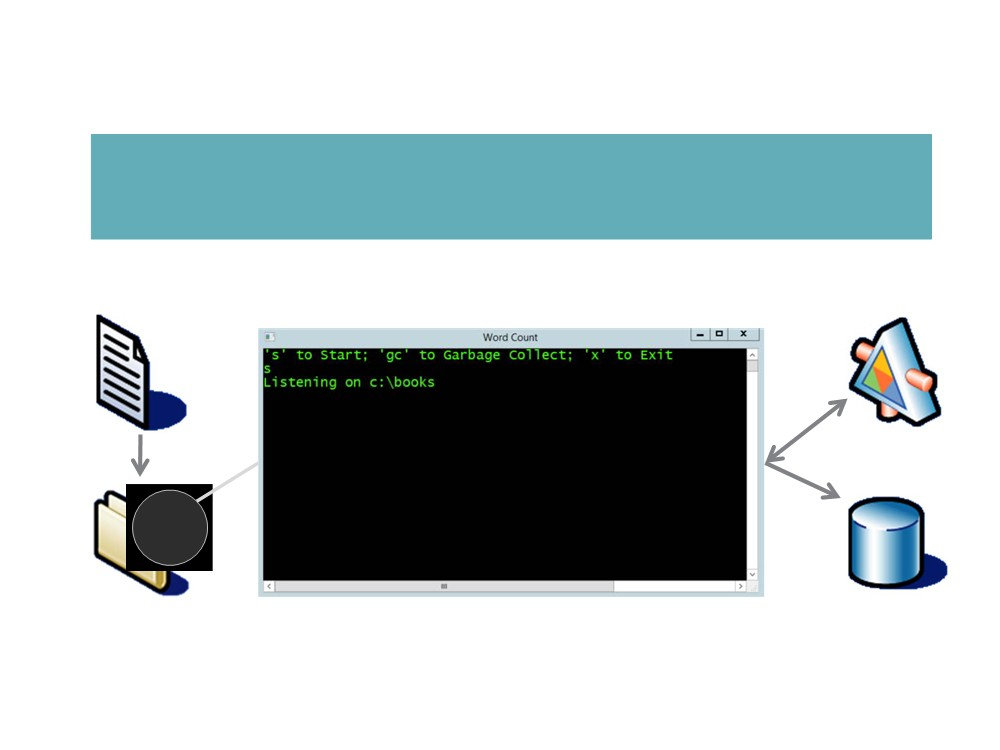 Word Count
's' to Start; 'gc' to Garbage Collect; 'x' to Exit
s
Listening on c:\books